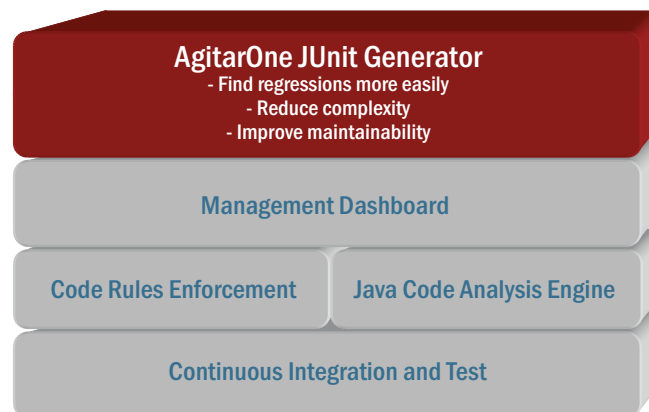 AgitarOne JUnit Generator
- Find regressions more easily
- Reduce complexity
- Improve maintainability
Management Dashboard
Code Rules Enforcement
Java Code Analysis Engine
Continuous Integration and Test